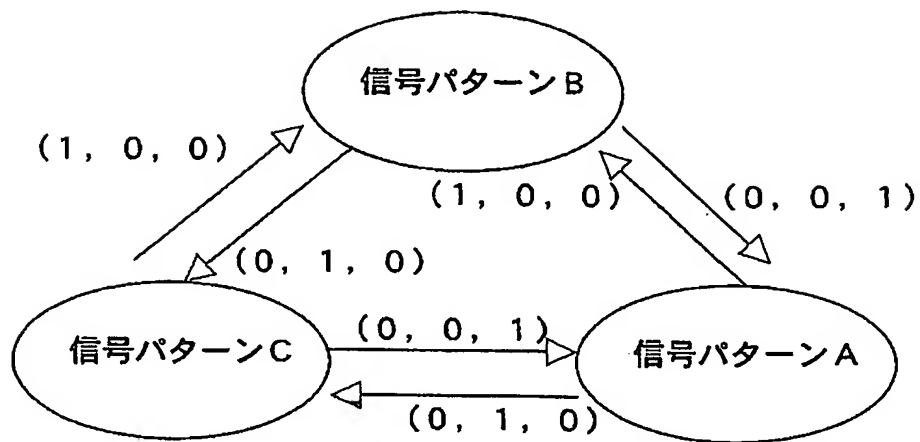 信号パターンB
(1, 0, 0)
(1, 0, 0)
(0, 0, 1)
(0, 1, 0)
(0, 0, 1)
信号パターンC
信号パターンA
(0, 1, 0)